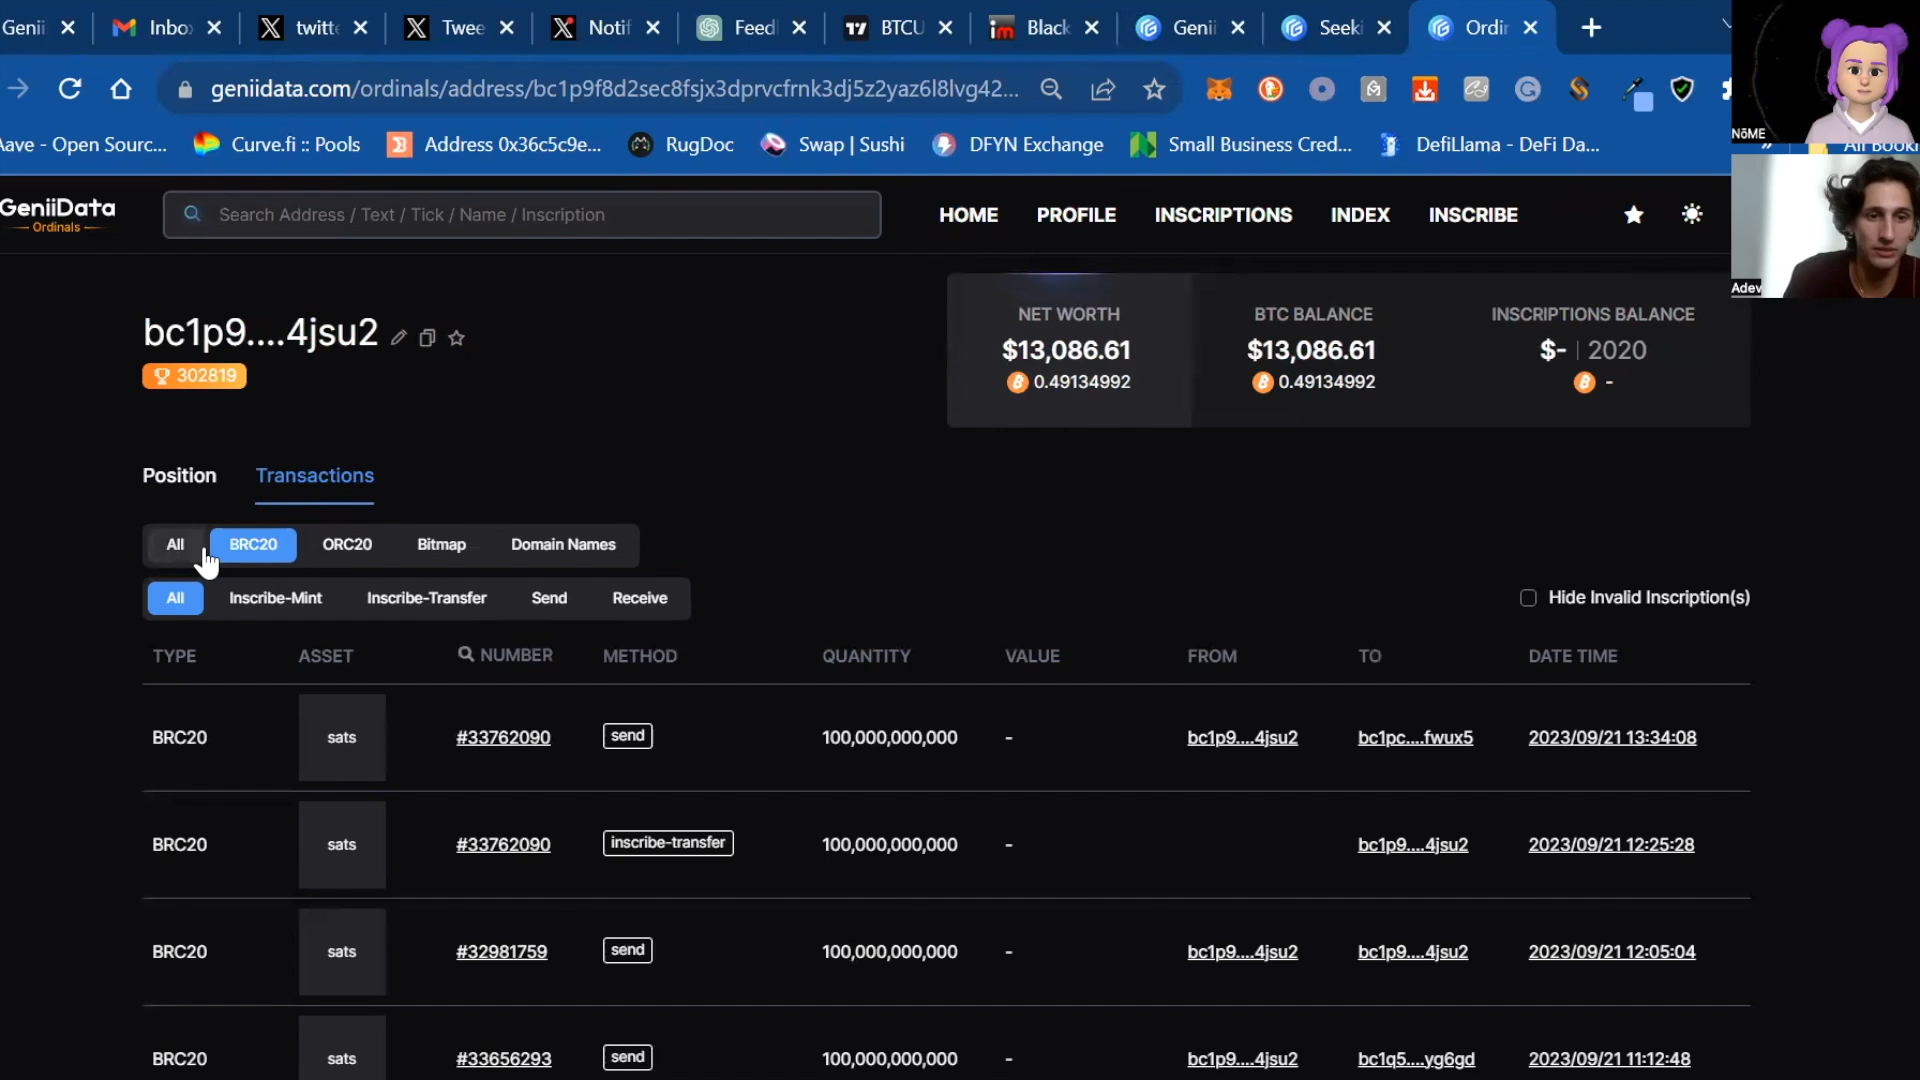 Genii
Inbo
twitte
Twee
Notif
Feed
BTCU
Black
Genii
Seeki
Ordin
geniidata.com/ordinals/address/bc1p9f8d2sec8fsjx3dprvcfrnk3dj5z2yaz6l8lvg42...
Aave - Open Sourc...
Curve.fi :: Pools
Address 0x36c5c9e...
RugDoc
Swap | Sushi
DFYN Exchange
Small Business Cred...
DefiLlama - DeFi Da...
NōME
Adev
GeniiData
Ordinals
Search Address / Text / Tick / Name / Inscription
HOME
PROFILE
INSCRIPTIONS
INDEX
INSCRIBE
bc1p9....4jsu2
302819
NET WORTH
$13,086.61
0.49134992
BTC BALANCE
$13,086.61
0.49134992
INSCRIPTIONS BALANCE
$- | 2020
-
Position
Transactions
All
BRC20
ORC20
Bitmap
Domain Names
All
Inscribe-Mint
Inscribe-Transfer
Send
Receive
Hide Invalid Inscription(s)
TYPE ASSET NUMBER METHOD QUANTITY VALUE FROM TO DATE TIME
BRC20 sats #33762090 send 100,000,000,000 - bc1p9....4jsu2 bc1pc....fwux5 2023/09/21 13:34:08
BRC20 sats #33762090 inscribe-transfer 100,000,000,000 - bc1p9....4jsu2 2023/09/21 12:25:28
BRC20 sats #32981759 send 100,000,000,000 - bc1p9....4jsu2 bc1p9....4jsu2 2023/09/21 12:05:04
BRC20 sats #33656293 send 100,000,000,000 - bc1p9....4jsu2 bc1q5....yg6gd 2023/09/21 11:12:48